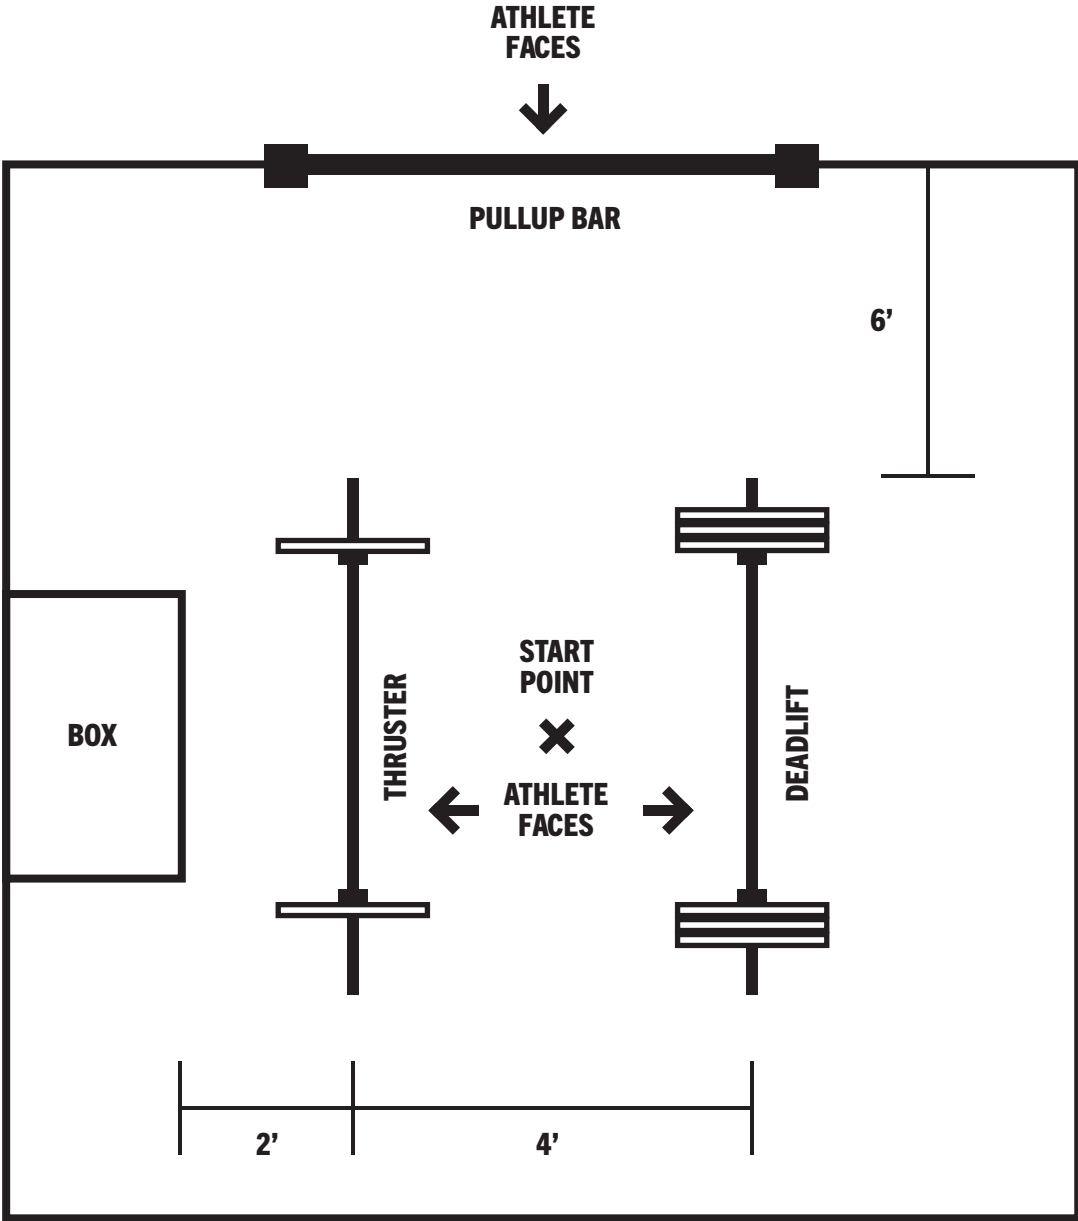 ATHLETE
FACES
PULLUP BAR
6’
START
POINT
THRUSTER
DEADLIFT
BOX
ATHLETE
FACES
2’
4’